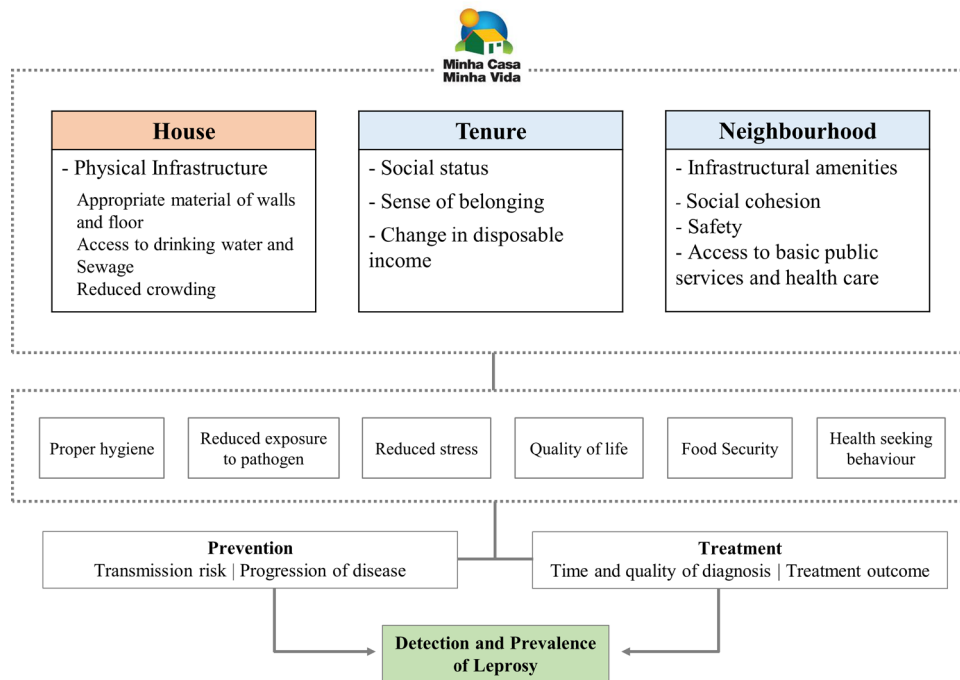 Minha Casa
Minha Vida
House
- Physical Infrastructure
Appropriate material of walls
and floor
Access to drinking water and
Sewage
Reduced crowding
Tenure
- Social status
- Sense of belonging
- Change in disposable
income
Neighbourhood
- Infrastructural amenities
- Social cohesion
- Safety
- Access to basic public
services and health care
Proper hygiene
Reduced exposure
to pathogen
Reduced stress
Quality of life
Food Security
Health seeking
behaviour
Prevention
Transmission risk | Progression of disease
Treatment
Time and quality of diagnosis | Treatment outcome
Detection and Prevalence
of Leprosy